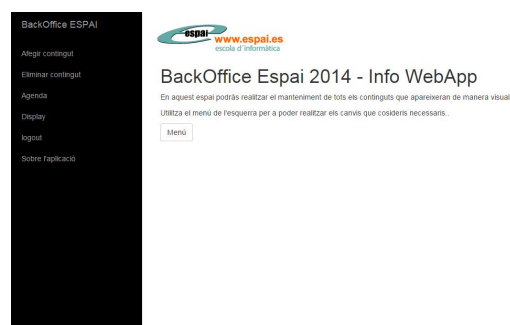 BackOffice ESPAI
Afegir contingut
Eliminar contingut
Agenda
Display
logout
Sobre l'aplicació
espai
www.espai.es
escola d'informàtica
BackOffice Espai 2014 - Info WebApp
En aquest espai podràs realitzar el manteniment de tots els continguts que apareixeran de manera visual
Utilitza el menú de l'esquerra per a poder realitzar els canvis que cosideris necessaris..
Menú